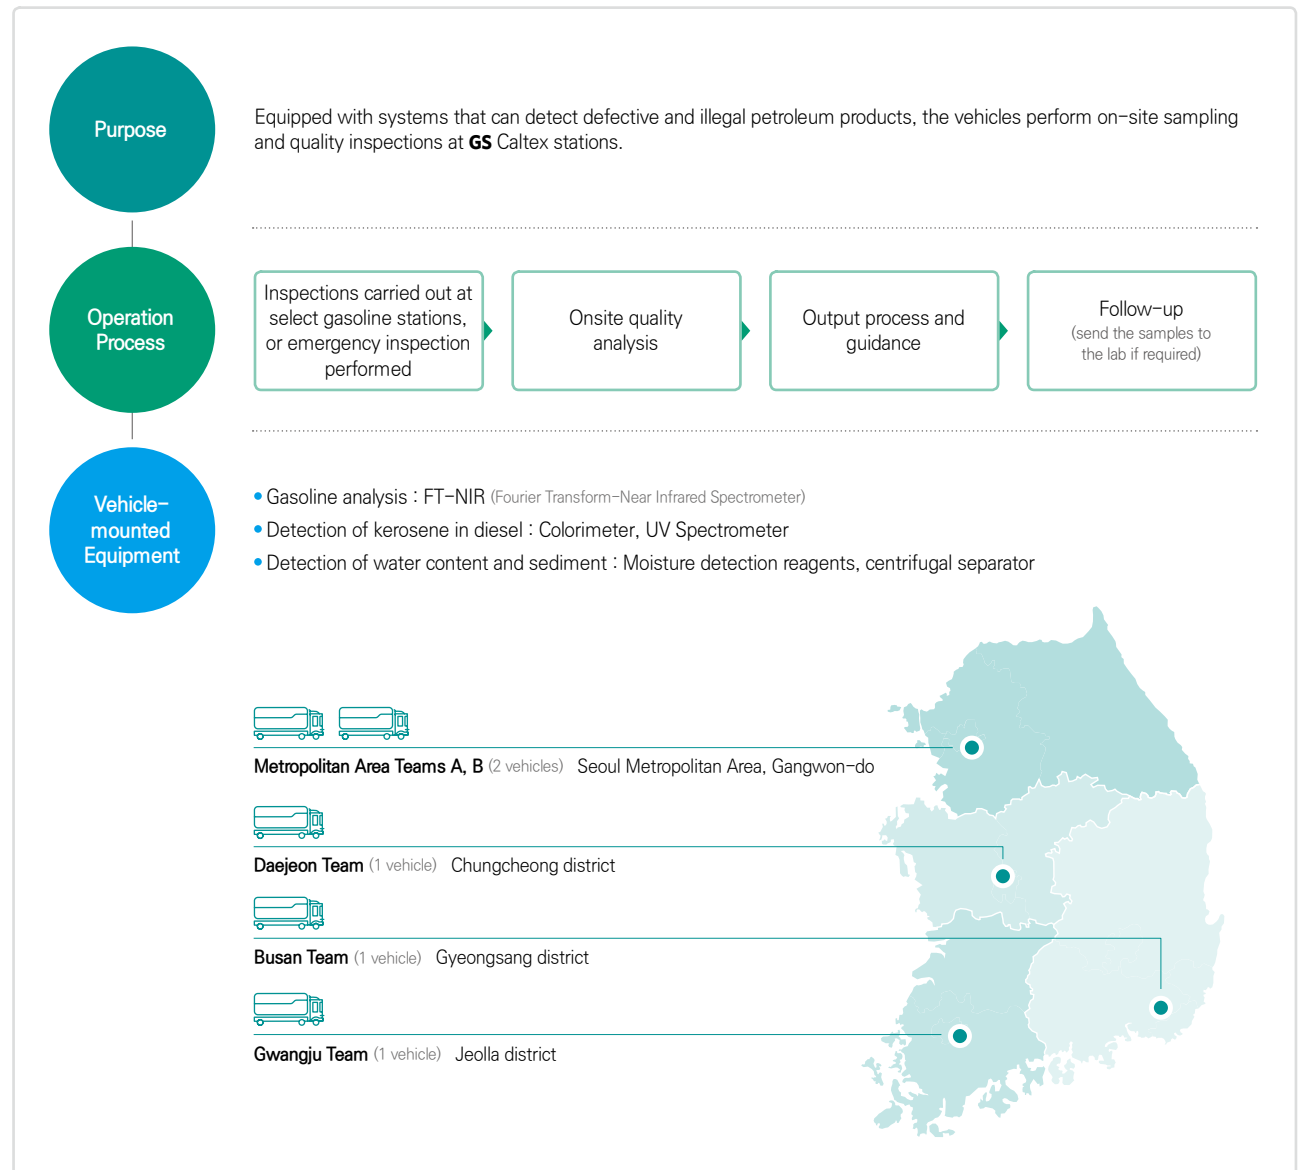 Purpose
Equipped with systems that can detect defective and illegal petroleum products, the vehicles perform on-site sampling
and quality inspections at GS Caltex stations.
Operation
Process
Inspections carried out at
select gasoline stations,
or emergency inspection
performed
Onsite quality
analysis
Output process and
guidance
Follow-up
(send the samples to
the lab if required)
Vehicle-
mounted
Equipment
• Gasoline analysis : FT-NIR (Fourier Transform-Near Infrared Spectrometer)
• Detection of kerosene in diesel : Colorimeter, UV Spectrometer
• Detection of water content and sediment : Moisture detection reagents, centrifugal separator
Metropolitan Area Teams A, B (2 vehicles) Seoul Metropolitan Area, Gangwon-do
Daejeon Team (1 vehicle) Chungcheong district
Busan Team (1 vehicle) Gyeongsang district
Gwangju Team (1 vehicle) Jeolla district